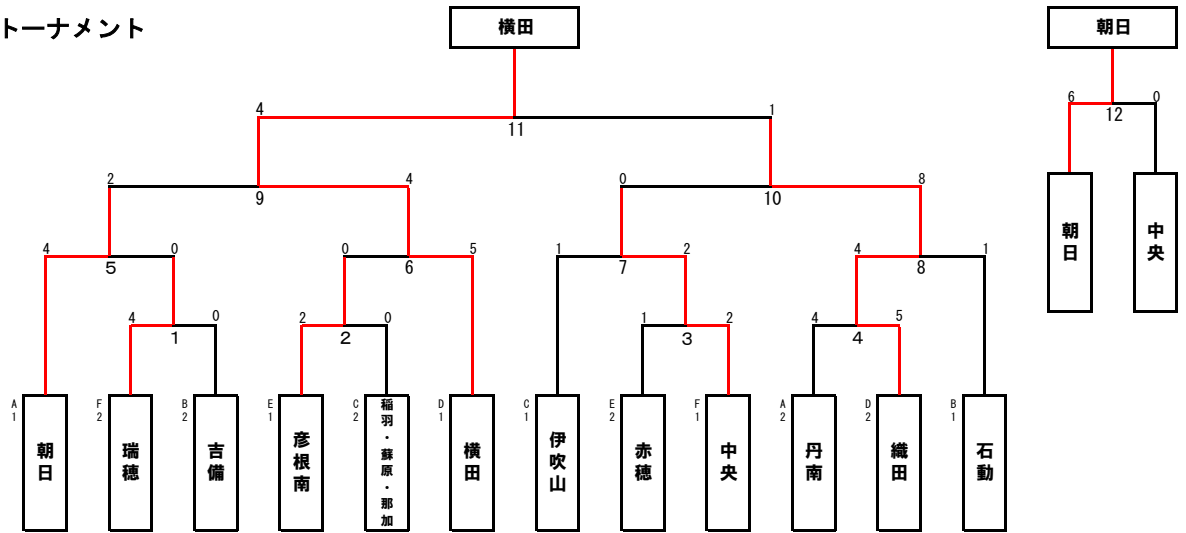 トーナメント
横田
朝日
4 1
11
6 0
12
2 4 0 8
9 10
朝日
中央
4 0 0 5 1 2 4 1
5 6 7 8
4 0 2 0 1 2 4 5
1 2 3 4
A1 F2 B2 E1 C2 D1 C1 E2 F1 A2 D2 B1
朝日
瑞穂
吉備
彦根南
稲羽・蘇原・那加
横田
伊吹山
赤穂
中央
丹南
織田
石動